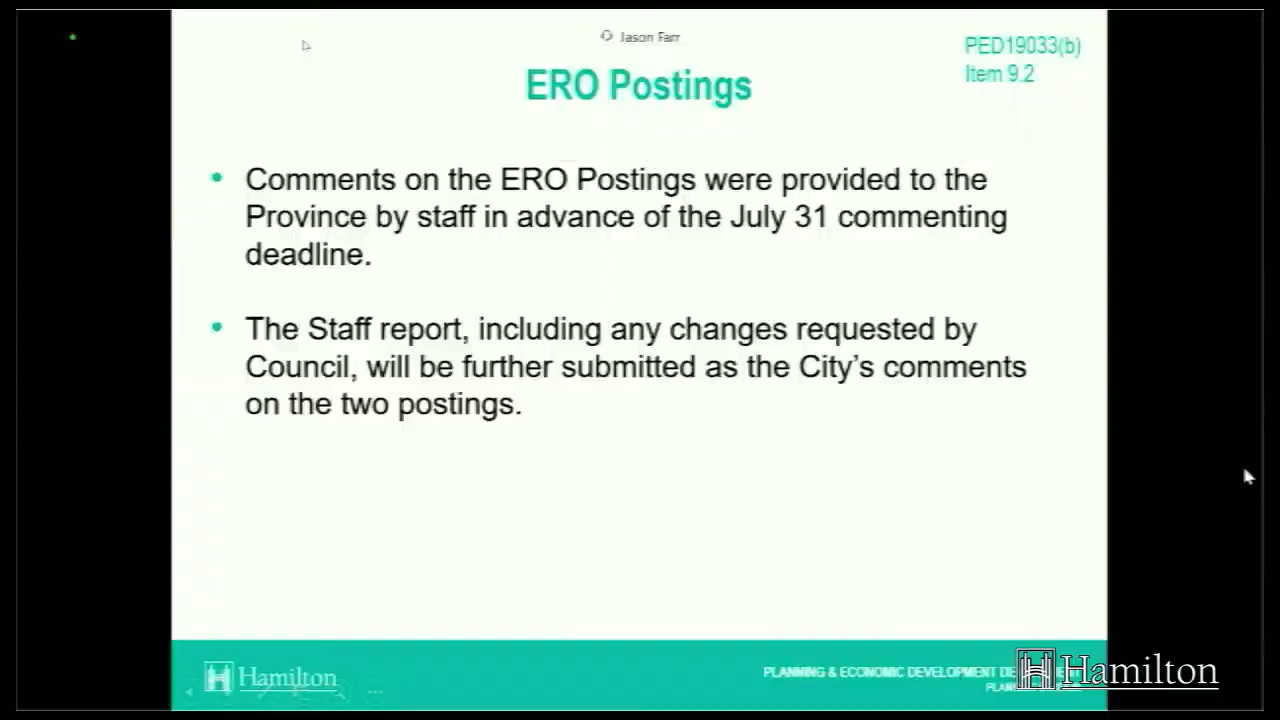 Jason Farr
PED19033(b)
Item 9.2
ERO Postings
• Comments on the ERO Postings were provided to the
Province by staff in advance of the July 31 commenting
deadline.
• The Staff report, including any changes requested by
Council, will be further submitted as the City's comments
on the two postings.
Hamilton
PLANNING & ECONOMIC DEVELOPMENT
Hamilton